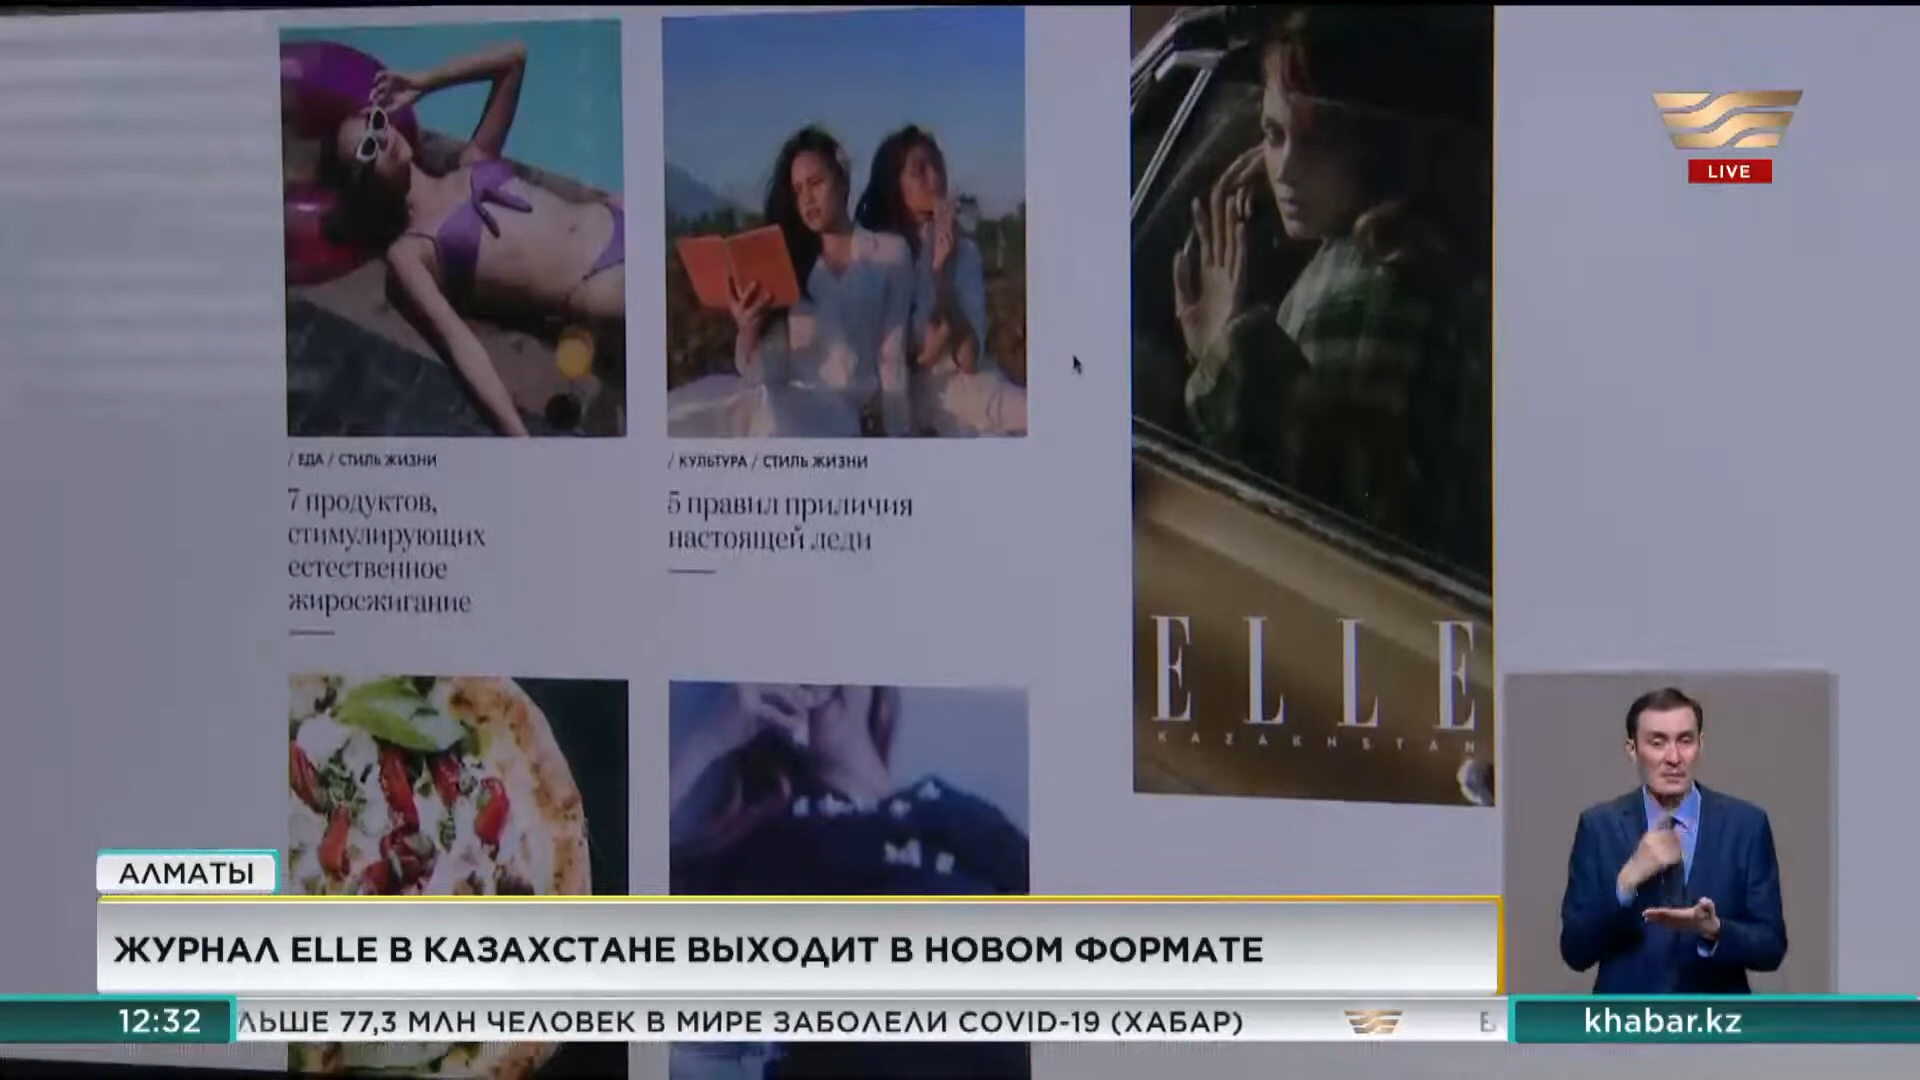 LIVE
/ ЕДА / СТИЛЬ ЖИЗНИ
7 продуктов,
стимулирующих
естественное
жиросжигание
/ КУЛЬТУРА / СТИЛЬ ЖИЗНИ
5 правил приличия
настоящей леди
ELLE
KAZAKHSTAN
АЛМАТЫ
ЖУРНАЛ ELLE В КАЗАХСТАНЕ ВЫХОДИТ В НОВОМ ФОРМАТЕ
12:32
ЛЬШЕ 77,3 МЛН ЧЕЛОВЕК В МИРЕ ЗАБОЛЕЛИ COVID-19 (ХАБАР)
khabar.kz